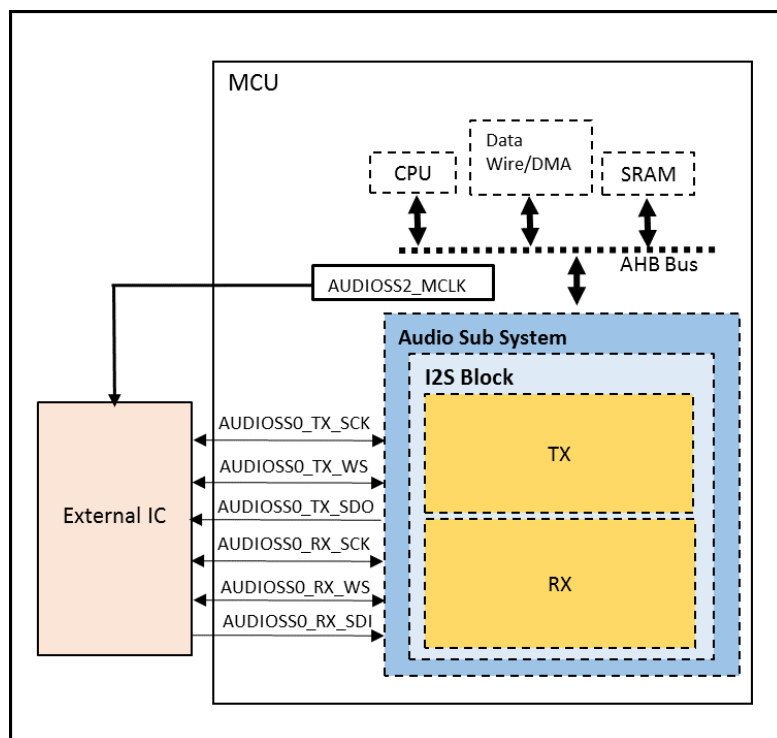 MCU
CPU
Data
Wire/DMA
SRAM
AHB Bus
AUDIOSS2_MCLK
Audio Sub System
I2S Block
TX
RX
External IC
AUDIOSS0_TX_SCK
AUDIOSS0_TX_WS
AUDIOSS0_TX_SDO
AUDIOSS0_RX_SCK
AUDIOSS0_RX_WS
AUDIOSS0_RX_SDI